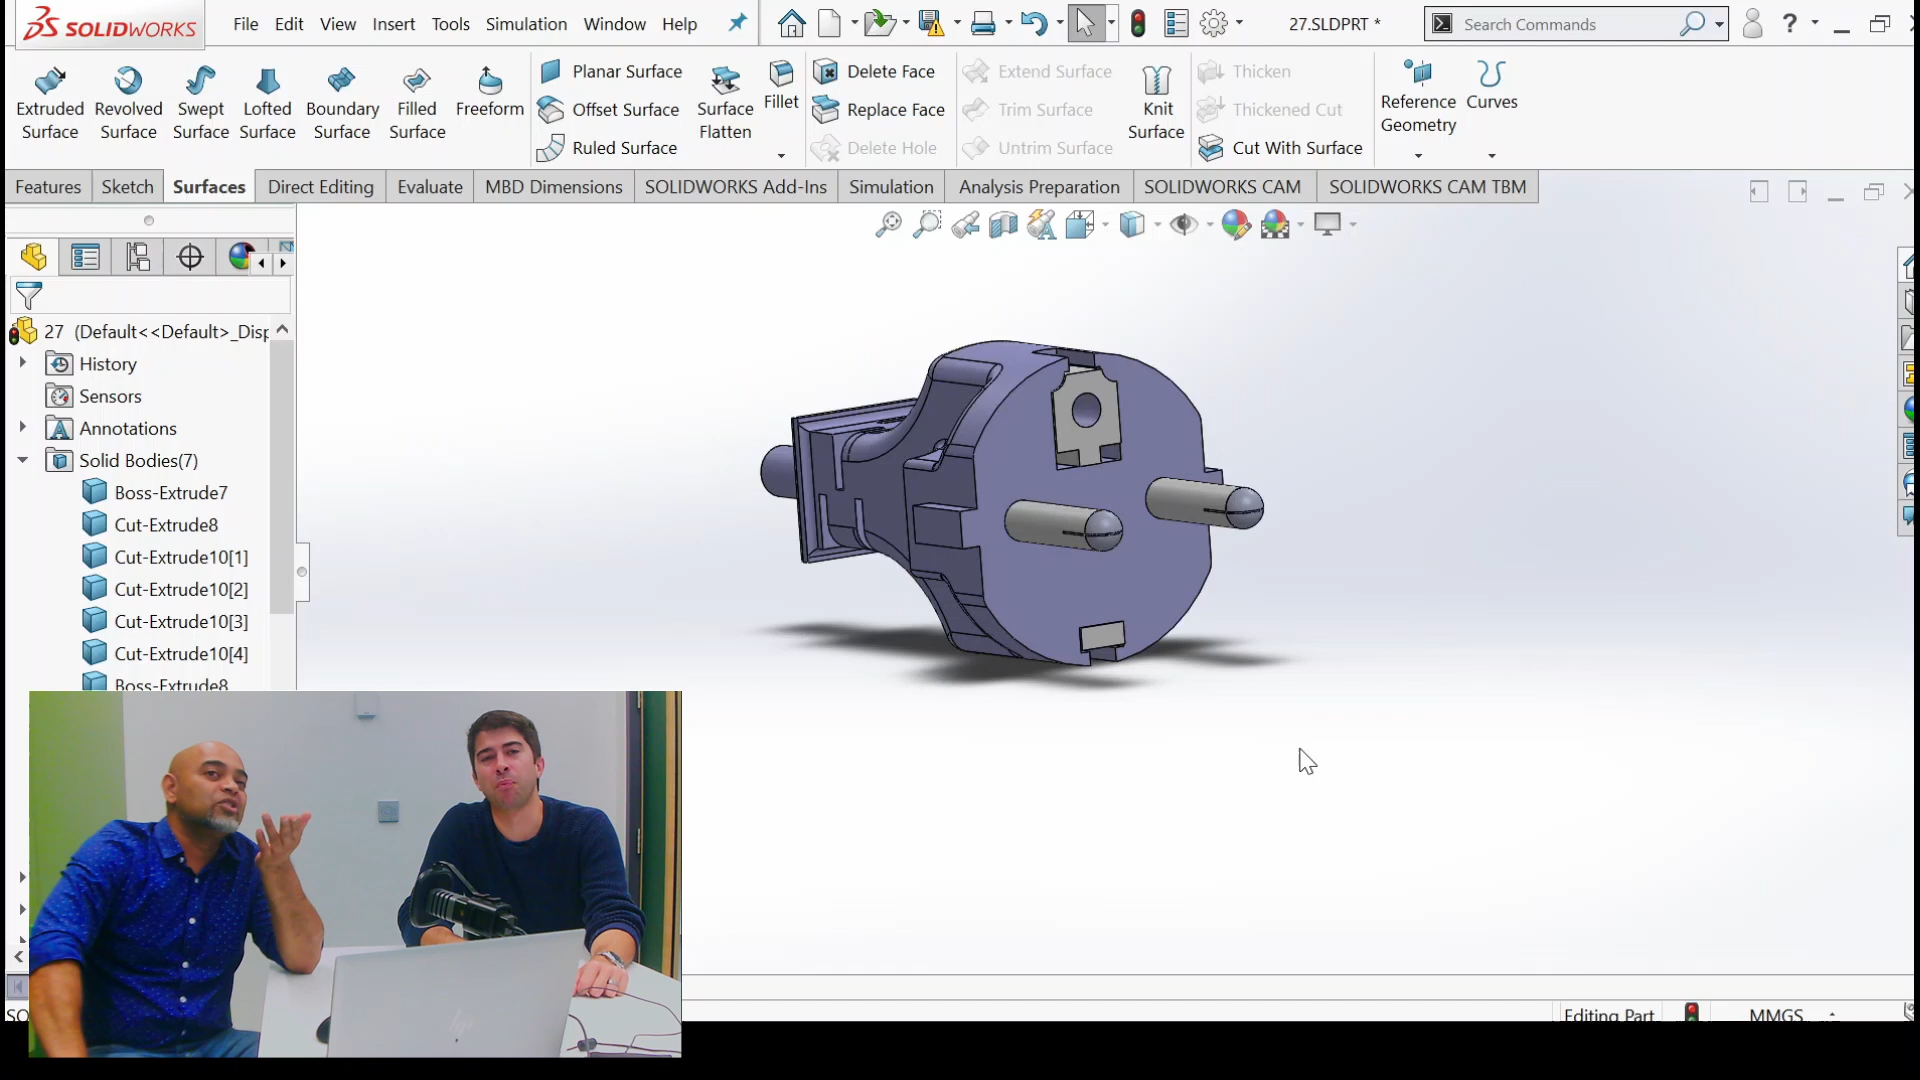 SOLIDWORKS
File Edit View Insert Tools Simulation Window Help
27.SLDPRT *
Search Commands
Extruded Surface
Revolved Surface
Swept Surface
Lofted Surface
Boundary Surface
Filled Surface
Freeform
Planar Surface
Offset Surface
Ruled Surface
Surface Flatten
Fillet
Delete Face
Replace Face
Delete Hole
Extend Surface
Trim Surface
Untrim Surface
Knit Surface
Thicken
Thickened Cut
Cut With Surface
Reference Geometry
Curves
Features Sketch Surfaces Direct Editing Evaluate MBD Dimensions SOLIDWORKS Add-Ins Simulation Analysis Preparation SOLIDWORKS CAM SOLIDWORKS CAM TBM
27 (Default<<Default>_Disp
History
Sensors
Annotations
Solid Bodies(7)
Boss-Extrude7
Cut-Extrude8
Cut-Extrude10[1]
Cut-Extrude10[2]
Cut-Extrude10[3]
Cut-Extrude10[4]
Boss-Extrude8
SO
Editing Part
MMGS
hp